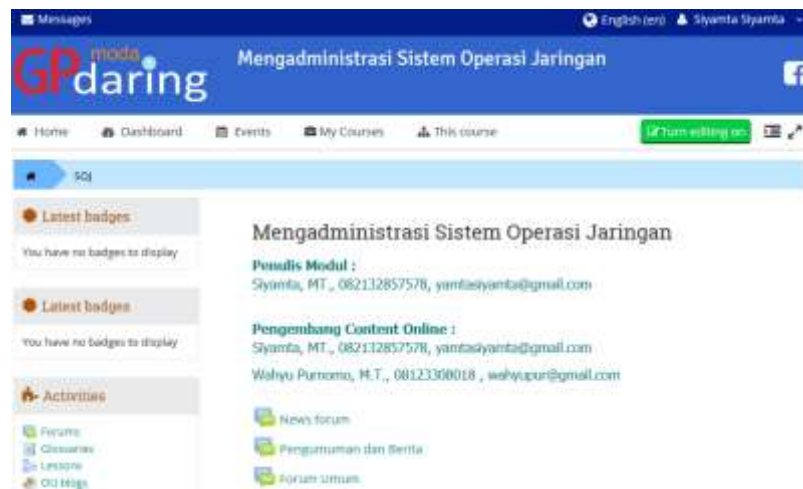 Messages
English (en) Siyamta Siyamta
GP moda daring
Mengadministrasi Sistem Operasi Jaringan
Home Dashboard Events My Courses This course Turn editing on
SOJ
Latest badges
You have no badges to display
Latest badges
You have no badges to display
Activities
Forums
Glossaries
Lessons
OU blogs
Mengadministrasi Sistem Operasi Jaringan
Penulis Modul :
Siyamta, MT., 082132857578, yamtasiyamta@gmail.com
Pengembang Content Online :
Siyamta, MT., 082132857578, yamtasiyamta@gmail.com
Wahyu Purnomo, M.T., 08123308018 , wahyupur@gmail.com
News forum
Pengumuman dan Berita
Forum Umum